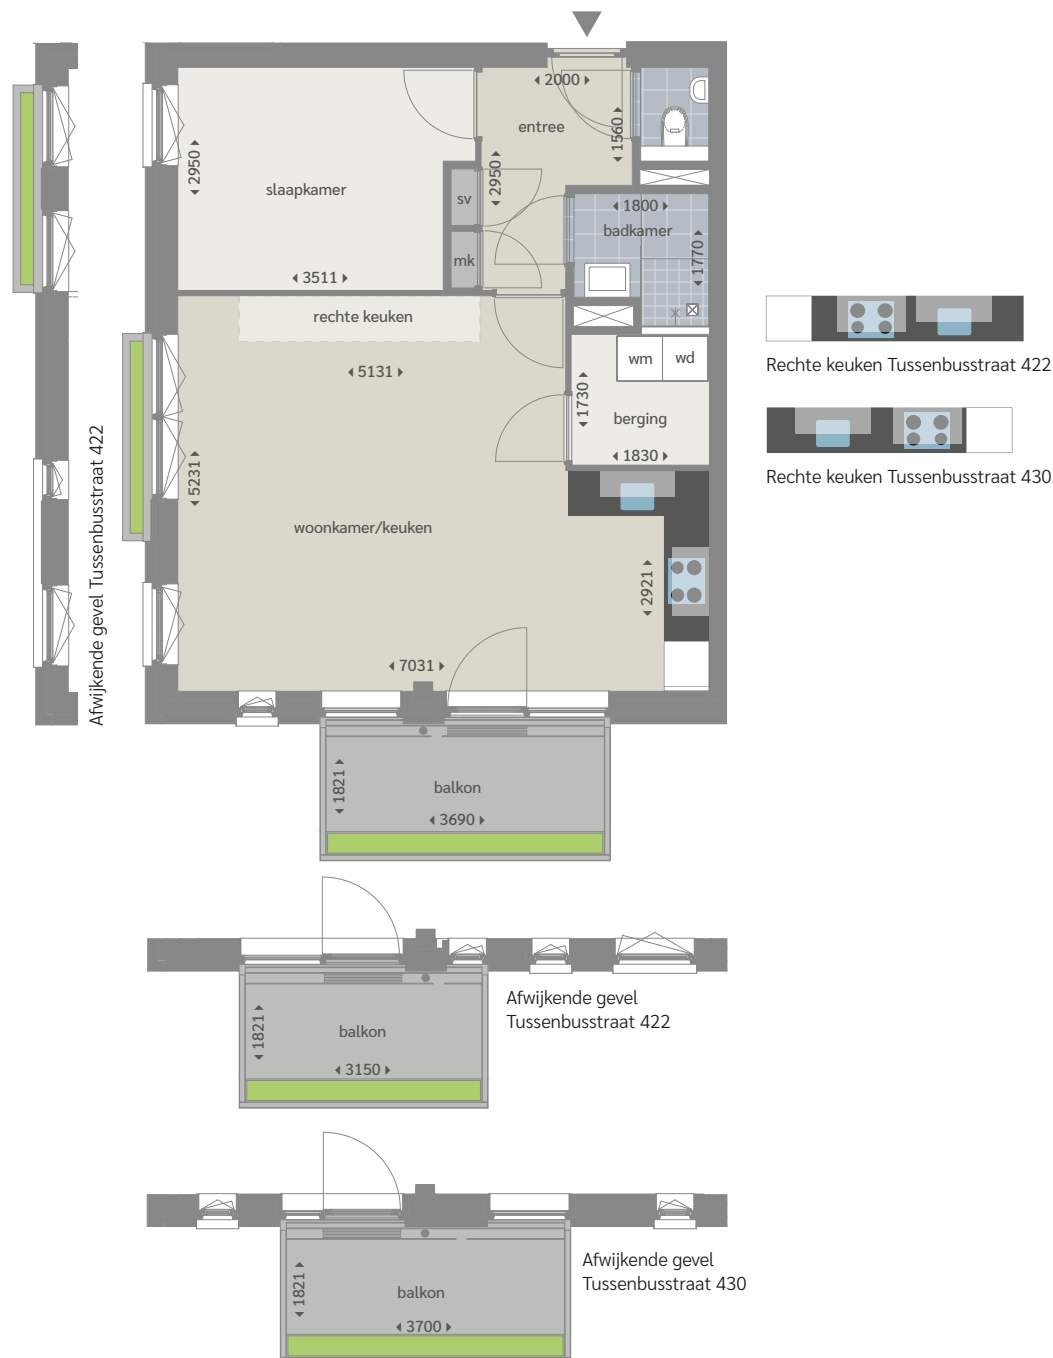 2000
entree
1560
2950
slaapkamer
2950
sv
1800
badkamer
1770
mk
3511
rechte keuken
5131
wm
wd
1730
berging
1830
5231
woonkamer/keuken
2921
7031
Afwijkende gevel Tussenbusstraat 422
Rechte keuken Tussenbusstraat 422
Rechte keuken Tussenbusstraat 430
1821
balkon
3690
Afwijkende gevel
Tussenbusstraat 422
1821
balkon
3150
Afwijkende gevel
Tussenbusstraat 430
1821
balkon
3700